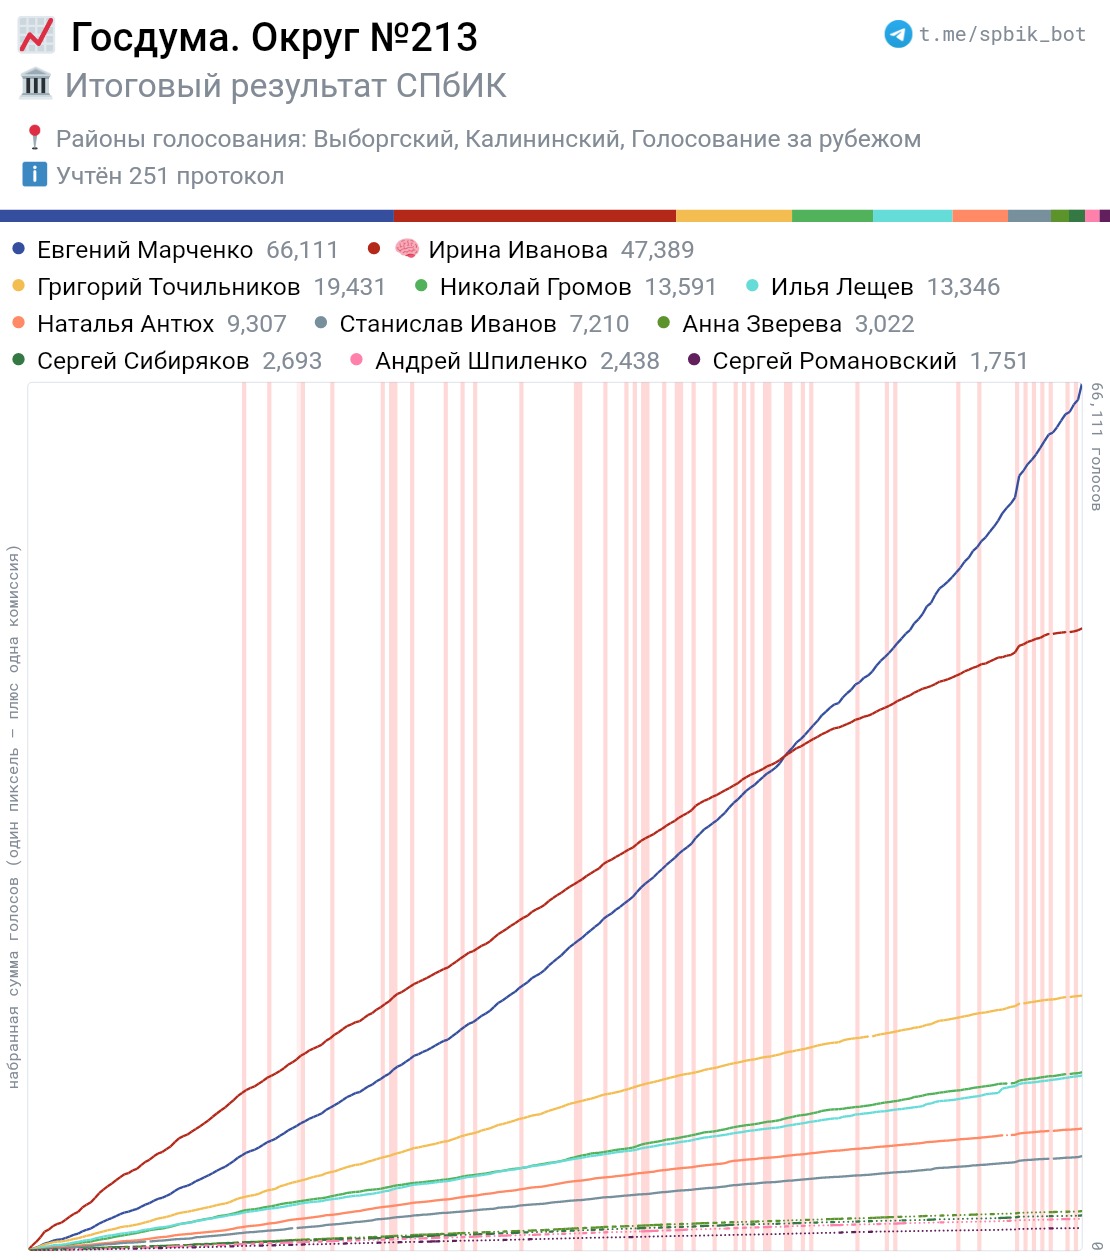 Госдума. Округ №213
t.me/spbik_bot
Итоговый результат СПбИК
Районы голосования: Выборгский, Калининский, Голосование за рубежом
Учтён 251 протокол
Евгений Марченко 66,111 Ирина Иванова 47,389
Григорий Точильников 19,431 Николай Громов 13,591 Илья Лещев 13,346
Наталья Антюх 9,307 Станислав Иванов 7,210 Анна Зверева 3,022
Сергей Сибиряков 2,693 Андрей Шпиленко 2,438 Сергей Романовский 1,751
66,111 голосов
набранная сумма голосов (один пиксель — плюс одна комиссия)
0